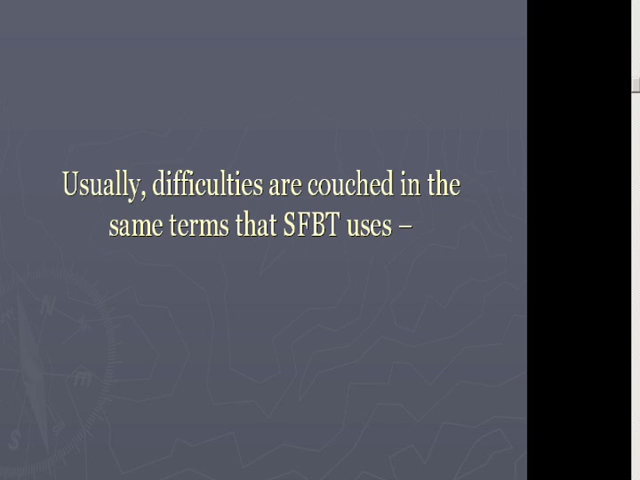 Usually, difficulties are couched in the
same terms that SFBT uses –
N
S